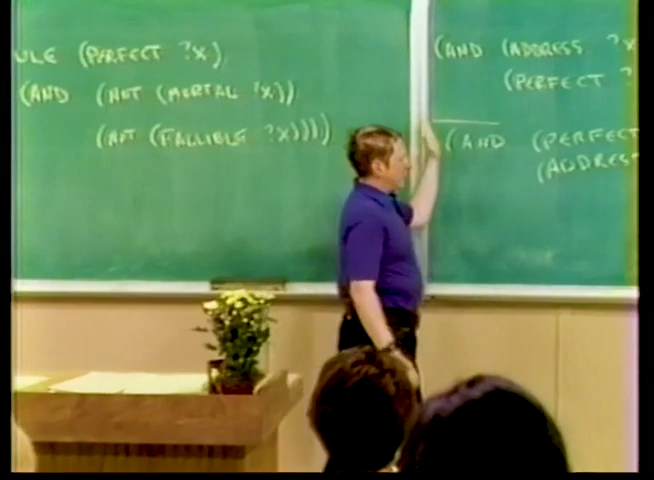 ULE (PERFECT ?X)
(AND (NOT (MORTAL ?X))
(NOT (FALLIBLE ?X))))
(AND (ADDRESS ?X
(PERFECT ?
(AND (PERFECT
(ADDRESS